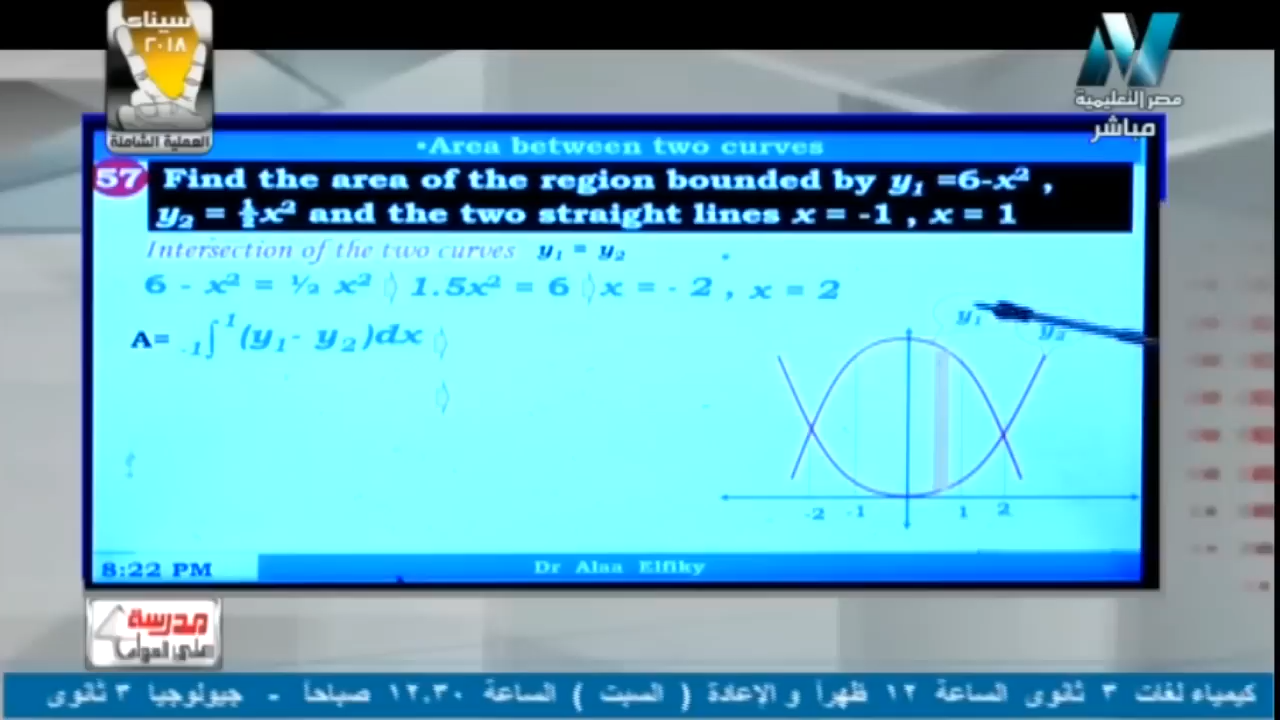 سيناء
٢٠١٨
العملية الشاملة
مصر التعليمية
مباشر
•Area between two curves
57 Find the area of the region bounded by y₁ =6-x² ,
y₂ = ½x² and the two straight lines x = -1 , x = 1
Intersection of the two curves y₁ = y₂
6 - x² = ½ x² ⟩ 1.5x² = 6 ⟩ x = - 2 , x = 2
A= ₋₁∫¹(y₁- y₂)dx
y₁
y₂
-2 -1 1 2
8:22 PM
Dr Alaa Elfiky
مدرسة
على الهواء
كيمياء لغات ٣ ثانوى الساعة ١٢ ظهراً و الإعادة ( السبت ) الساعة ١٢.٣٠ صباحاً - جيولوجيا ٣ ثانوى